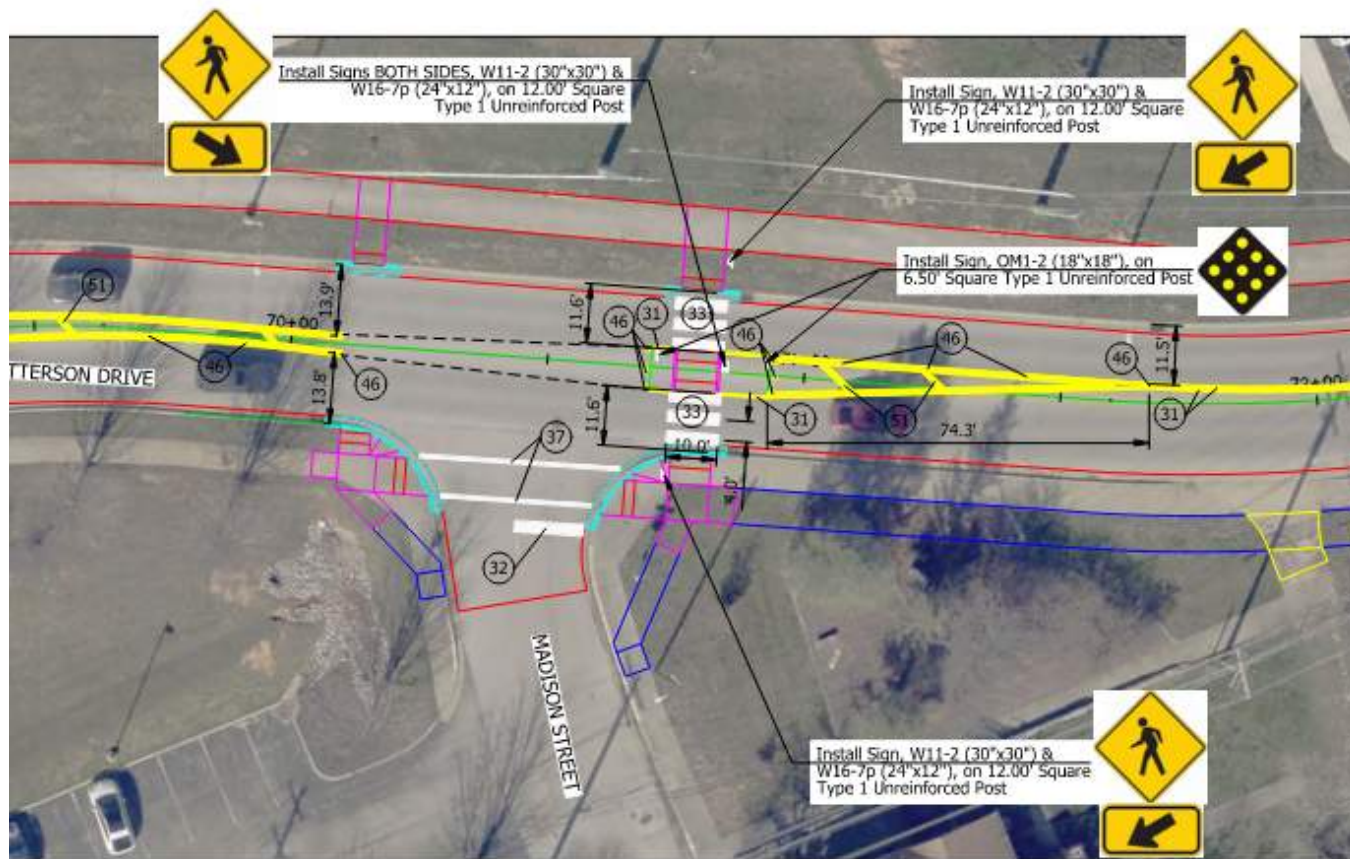 Install Signs BOTH SIDES, W11-2 (30"x30") &
W16-7p (24"x12"), on 12.00' Square
Type 1 Unreinforced Post
Install Sign, W11-2 (30"x30") &
W16-7p (24"x12"), on 12.00' Square
Type 1 Unreinforced Post
Install Sign, OM1-2 (18"x18"), on
6.50' Square Type 1 Unreinforced Post
51
13.9'
70+00
11.6'
46
31
33
46
46
46
11.5'
72+00
46
TTERSON DRIVE
46
13.8'
11.6'
33
31
51
74.3'
31
37
10.0'
4.0'
32
MADISON STREET
Install Sign, W11-2 (30"x30") &
W16-7p (24"x12"), on 12.00' Square
Type 1 Unreinforced Post